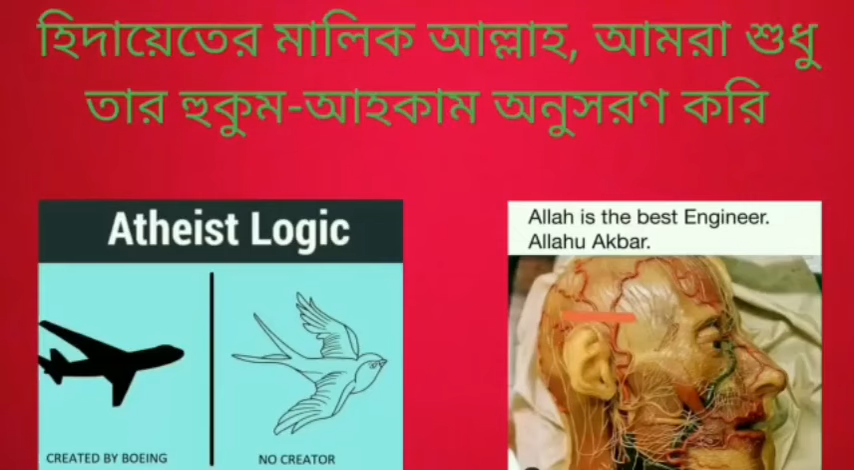 হিদায়েতের মালিক আল্লাহ, আমরা শুধু
তার হুকুম-আহকাম অনুসরণ করি
Atheist Logic
CREATED BY BOEING
NO CREATOR
Allah is the best Engineer.
Allahu Akbar.